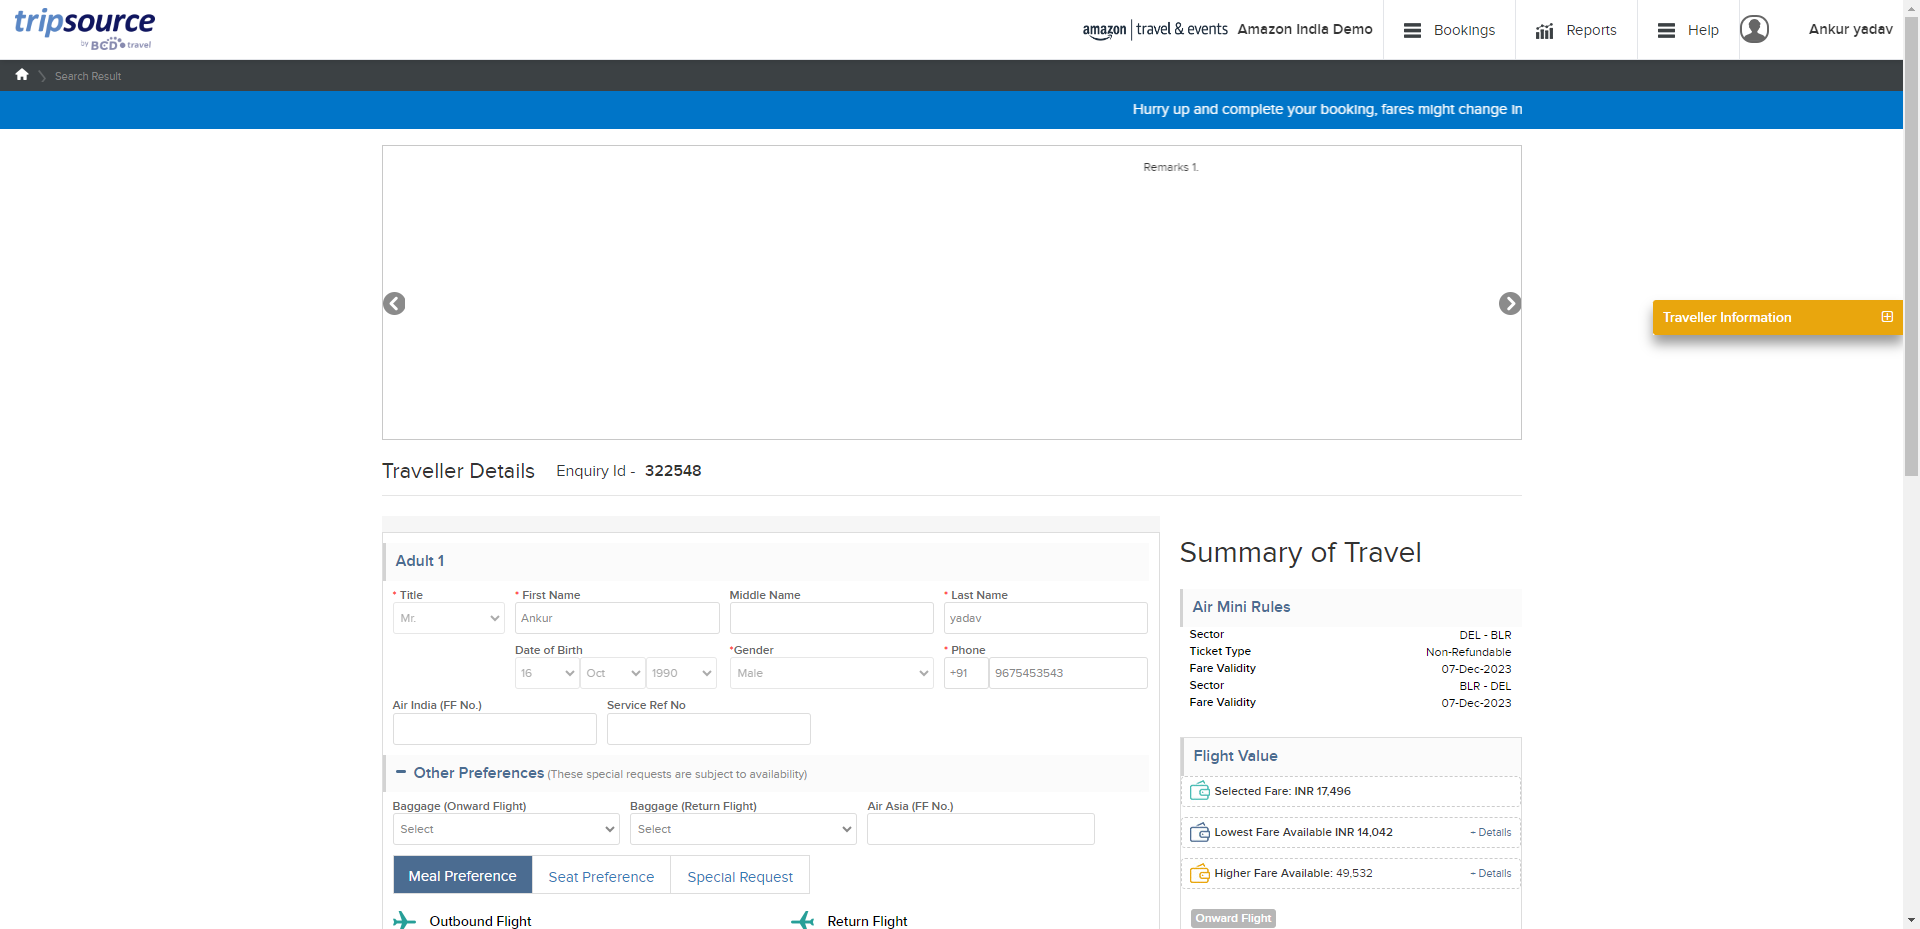 tripsource
by BCD travel
amazon | travel & events Amazon India Demo
Bookings
Reports
Help
Ankur yadav
Search Result
Hurry up and complete your booking, fares might change in
Remarks 1.
Traveller Information
Traveller Details Enquiry Id - 322548
Adult 1
* Title * First Name Middle Name * Last Name
Mr. Ankur yadav
Date of Birth *Gender * Phone
16 Oct 1990 Male +91 9675453543
Air India (FF No.) Service Ref No
Other Preferences (These special requests are subject to availability)
Baggage (Onward Flight) Baggage (Return Flight) Air Asia (FF No.)
Select Select
Meal Preference Seat Preference Special Request
Outbound Flight Return Flight
Summary of Travel
Air Mini Rules
Sector DEL - BLR
Ticket Type Non-Refundable
Fare Validity 07-Dec-2023
Sector BLR - DEL
Fare Validity 07-Dec-2023
Flight Value
Selected Fare: INR 17,496
Lowest Fare Available INR 14,042 + Details
Higher Fare Available: 49,532 + Details
Onward Flight